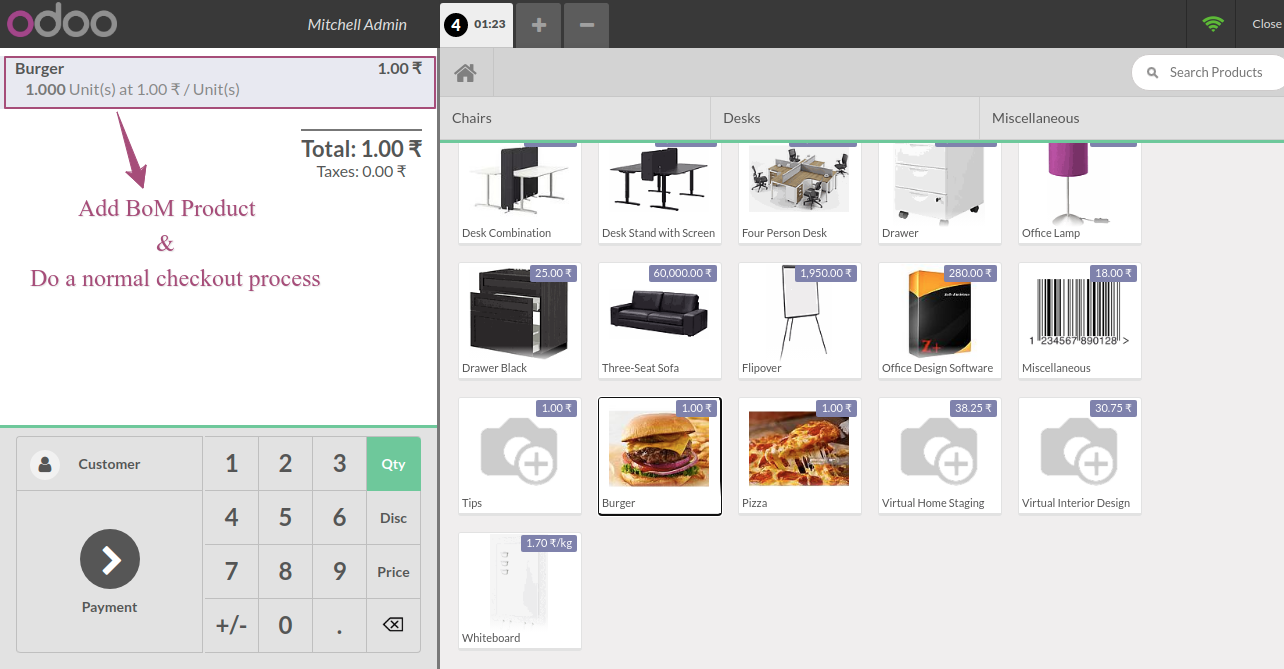 odoo
Mitchell Admin
4 01:23
+
−
Close
Burger 1.00 ₹
1.000 Unit(s) at 1.00 ₹ / Unit(s)
Total: 1.00 ₹
Taxes: 0.00 ₹
Add BoM Product
&
Do a normal checkout process
Customer
Payment
1 2 3 Qty
4 5 6 Disc
7 8 9 Price
+/- 0 .
Search Products
Chairs Desks Miscellaneous
Desk Combination
Desk Stand with Screen
Four Person Desk
Drawer
Office Lamp
25.00 ₹
Drawer Black
60,000.00 ₹
Three-Seat Sofa
1,950.00 ₹
Flipover
280.00 ₹
Z+
Office Design Software
18.00 ₹
1 234567 890128 >
Miscellaneous
1.00 ₹
Tips
1.00 ₹
Burger
1.00 ₹
Pizza
38.25 ₹
Virtual Home Staging
30.75 ₹
Virtual Interior Design
1.70 ₹/kg
Whiteboard